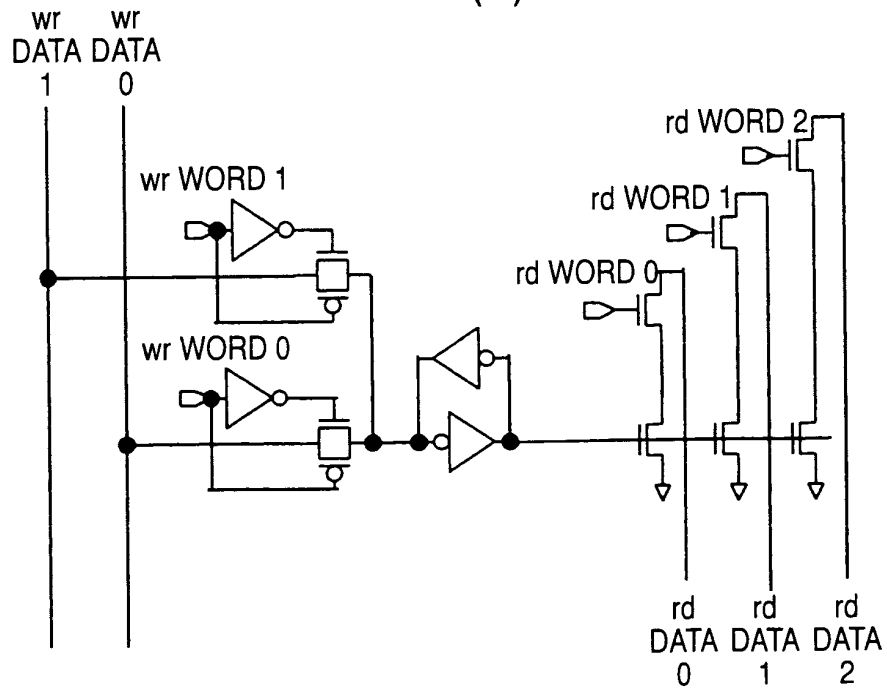 wr wr
DATA DATA
1 0
rd WORD 2
wr WORD 1
rd WORD 1
rd WORD 0
wr WORD 0
rd rd rd
DATA DATA DATA
0 1 2